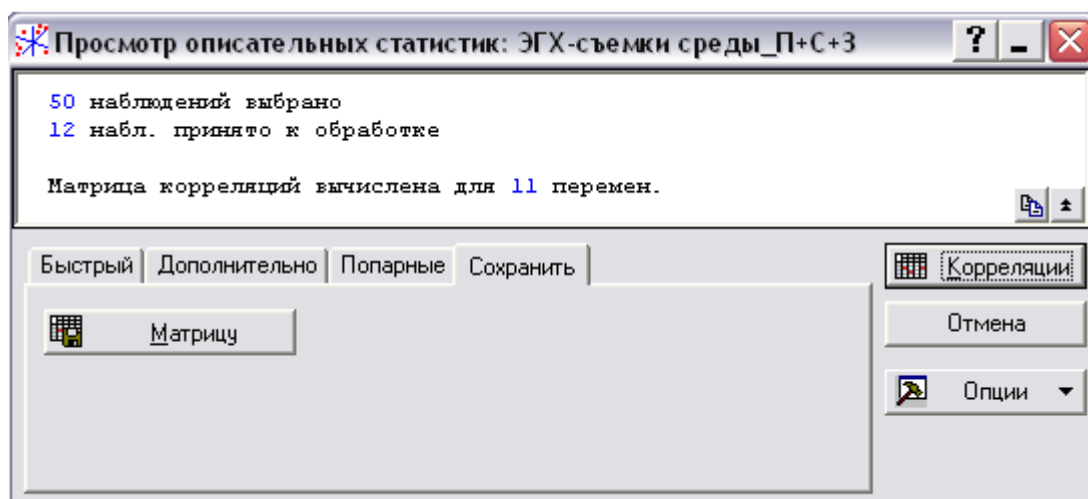 Просмотр описательных статистик: ЭГХ-съемки среды_П+С+З
50 наблюдений выбрано
12 набл. принято к обработке
Матрица корреляций вычислена для 11 перемен.
Быстрый Дополнительно Попарные Сохранить
Корреляции
Матрицу
Отмена
Опции